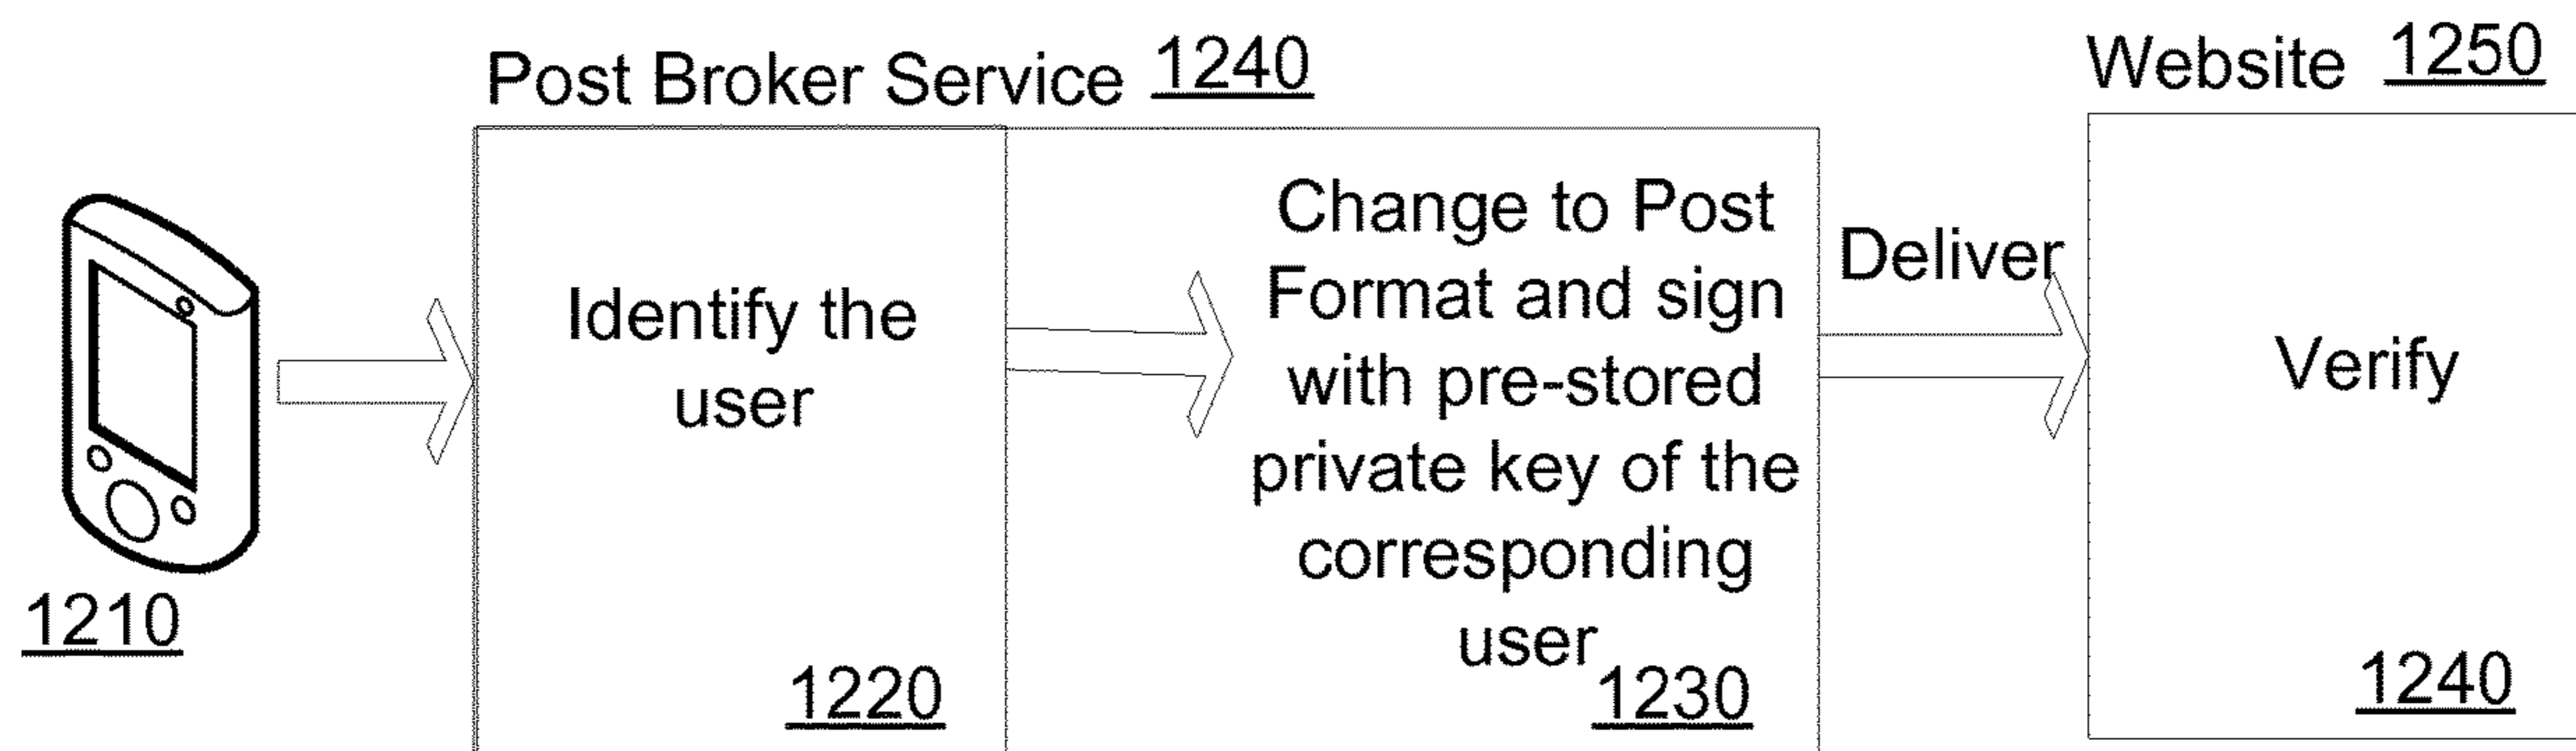 Post Broker Service 1240
Website 1250
1210
Identify the
user
1220
Change to Post
Format and sign
with pre-stored
private key of the
corresponding
user
1230
Deliver
Verify
1240